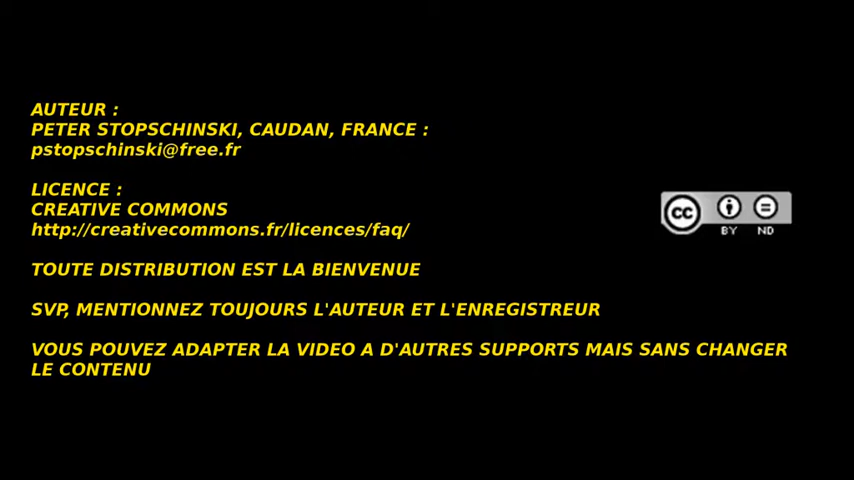 AUTEUR :
PETER STOPSCHINSKI, CAUDAN, FRANCE :
pstopschinski@free.fr
LICENCE :
CREATIVE COMMONS
http://creativecommons.fr/licences/faq/
TOUTE DISTRIBUTION EST LA BIENVENUE
SVP, MENTIONNEZ TOUJOURS L'AUTEUR ET L'ENREGISTREUR
VOUS POUVEZ ADAPTER LA VIDEO A D'AUTRES SUPPORTS MAIS SANS CHANGER
LE CONTENU
cc
BY ND